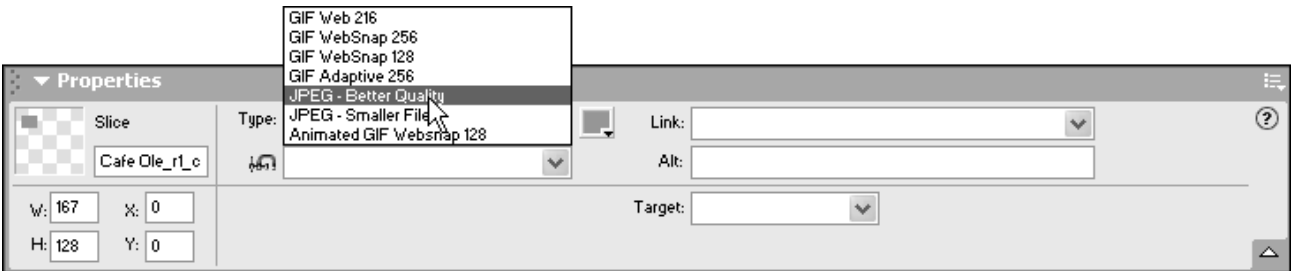 GIF Web 216
GIF WebSnap 256
GIF WebSnap 128
GIF Adaptive 256
Properties
JPEG - Better Quality
Slice
Type:
JPEG - Smaller File
Link:
?
Animated GIF Websnap 128
Cafe Ole_r1_c
Alt:
W: 167 X: 0
Target:
H: 128 Y: 0